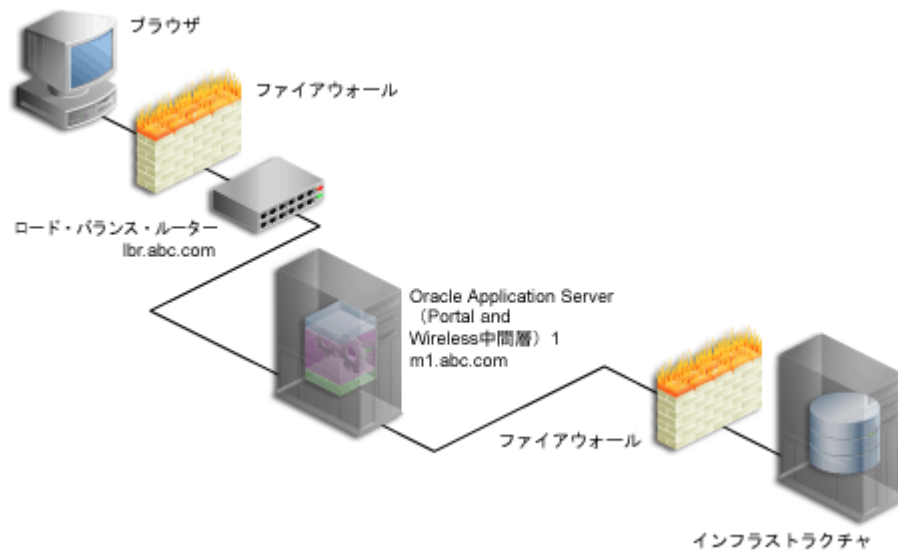 ブラウザ
ファイアウォール
ロード・バランス・ルーター
lbr.abc.com
Oracle Application Server
（Portal and
Wireless中間層）1
m1.abc.com
ファイアウォール
インフラストラクチャ